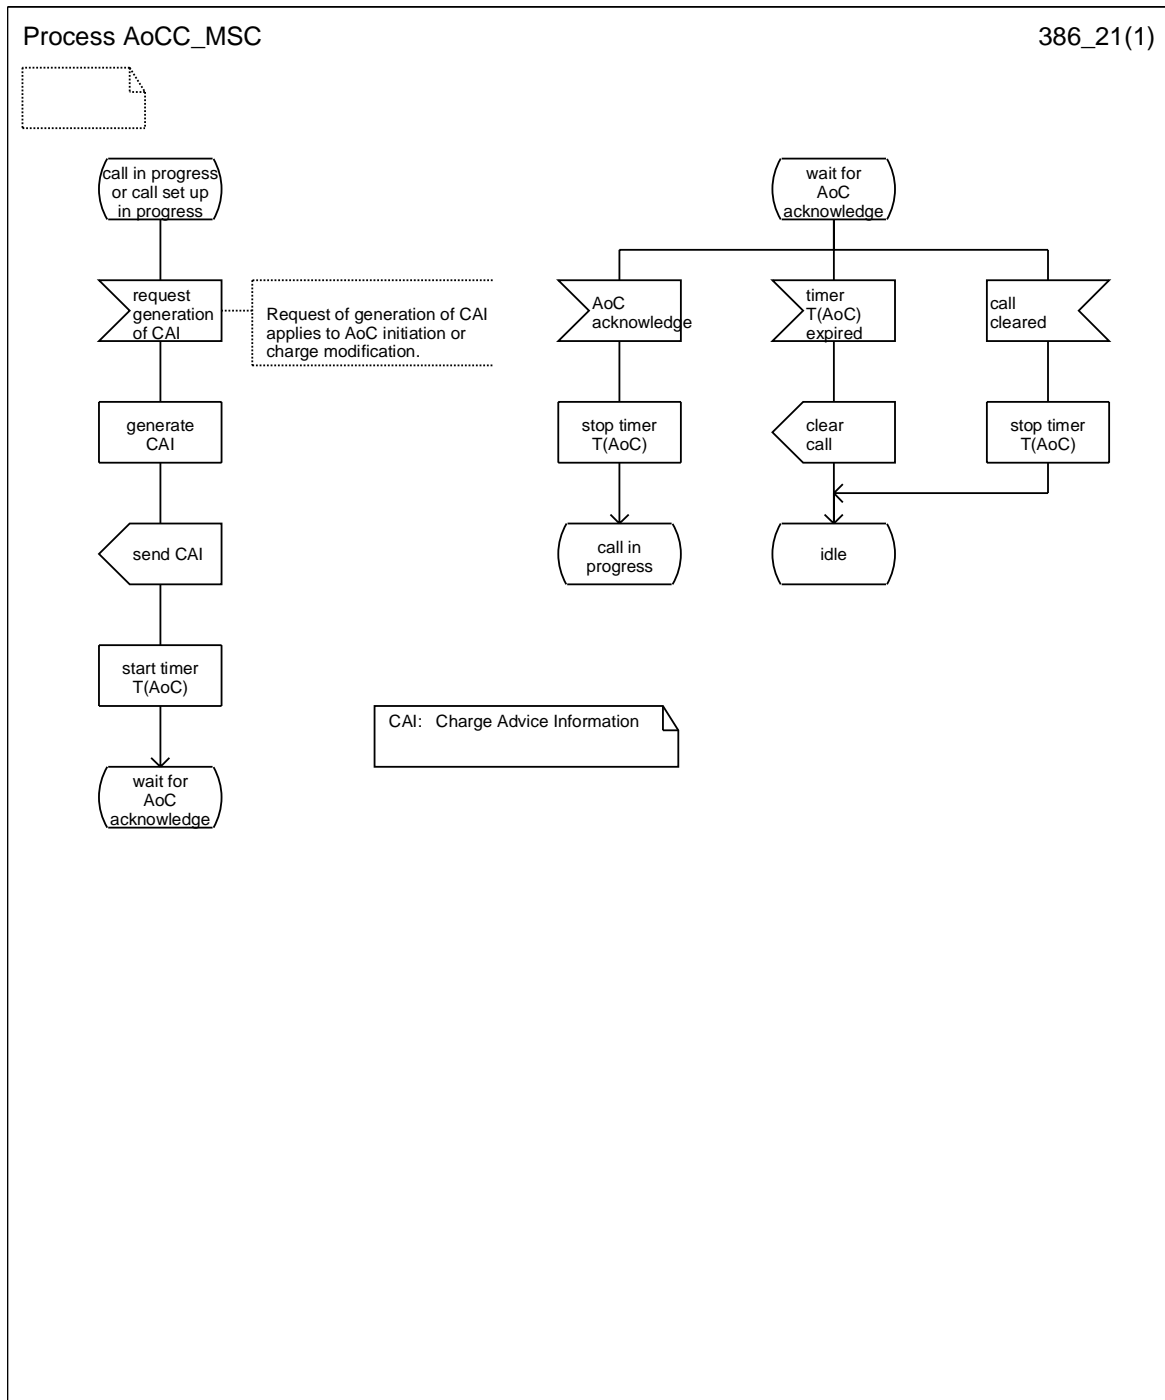 Process AoCC_MSC
386_21(1)
call in progress
or call set up
in progress
request
generation
of CAI
Request of generation of CAI
applies to AoC initiation or
charge modification.
generate
CAI
send CAI
start timer
T(AoC)
wait for
AoC
acknowledge
wait for
AoC
acknowledge
AoC
acknowledge
timer
T(AoC)
expired
call
cleared
stop timer
T(AoC)
clear
call
stop timer
T(AoC)
call in
progress
idle
CAI: Charge Advice Information